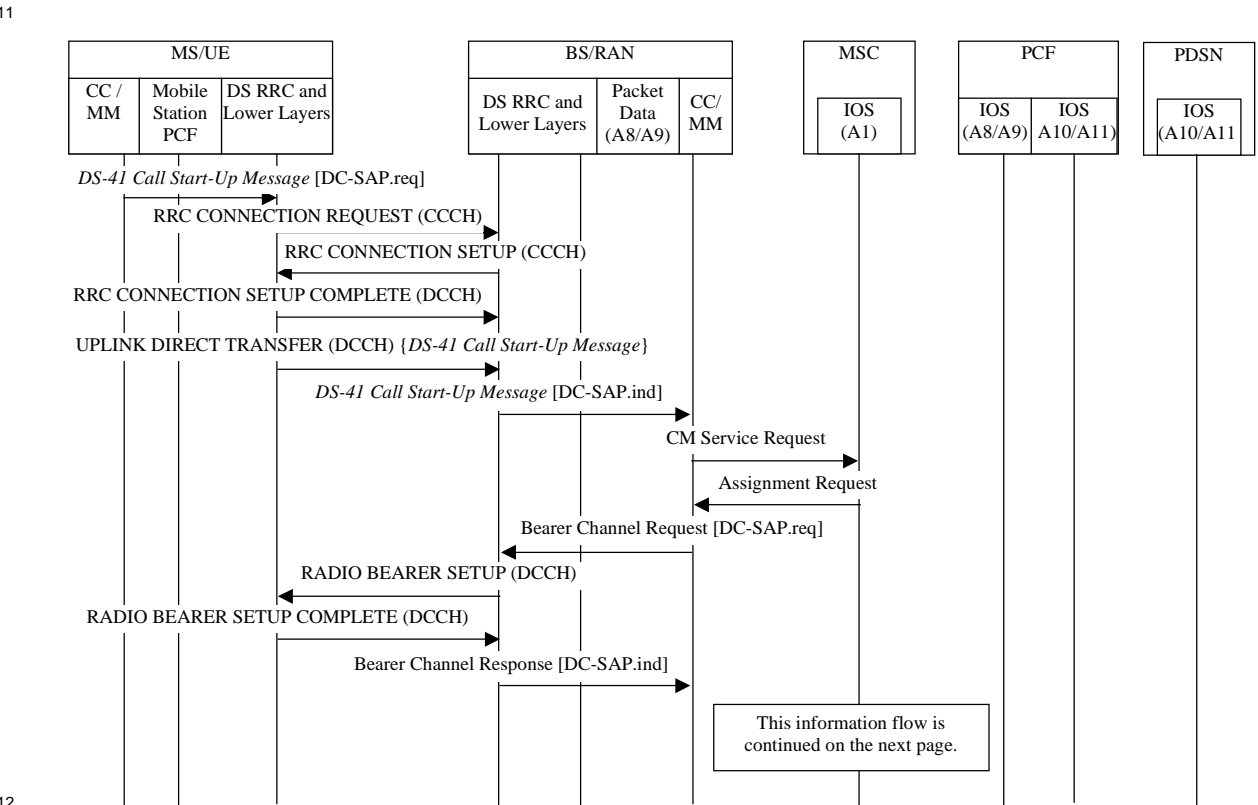 11
MS/UE
BS/RAN
MSC
PCF
PDSN
CC /
MM
Mobile
Station
PCF
DS RRC and
Lower Layers
DS RRC and
Lower Layers
Packet
Data
(A8/A9)
CC/
MM
IOS
(A1)
IOS
(A8/A9)
IOS
A10/A11)
IOS
(A10/A11
DS-41 Call Start-Up Message [DC-SAP.req]
RRC CONNECTION REQUEST (CCCH)
RRC CONNECTION SETUP (CCCH)
RRC CONNECTION SETUP COMPLETE (DCCH)
UPLINK DIRECT TRANSFER (DCCH) {DS-41 Call Start-Up Message}
DS-41 Call Start-Up Message [DC-SAP.ind]
CM Service Request
Assignment Request
Bearer Channel Request [DC-SAP.req]
RADIO BEARER SETUP (DCCH)
RADIO BEARER SETUP COMPLETE (DCCH)
Bearer Channel Response [DC-SAP.ind]
This information flow is
continued on the next page.
12